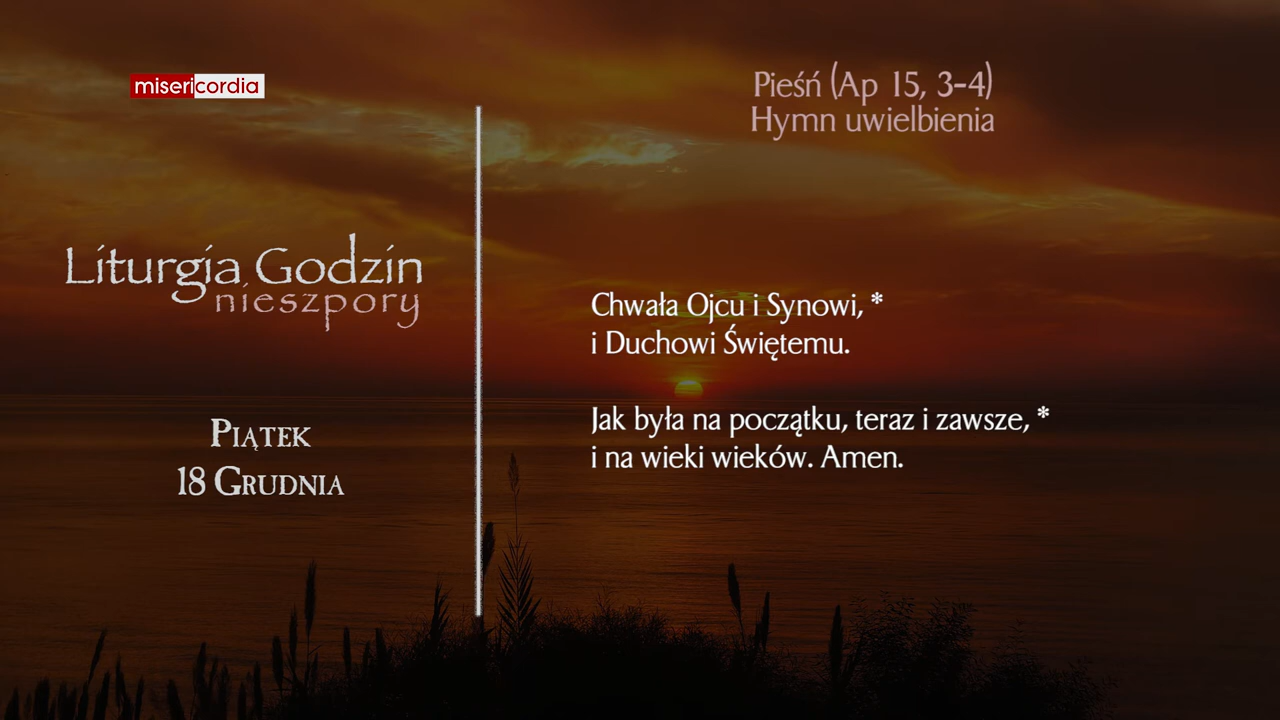 misericordia
Pieśń (Ap 15, 3-4)
Hymn uwielbienia
Liturgia Godzin
nieszpory
Piątek
18 Grudnia
Chwała Ojcu i Synowi, *
i Duchowi Świętemu.
Jak była na początku, teraz i zawsze, *
i na wieki wieków. Amen.